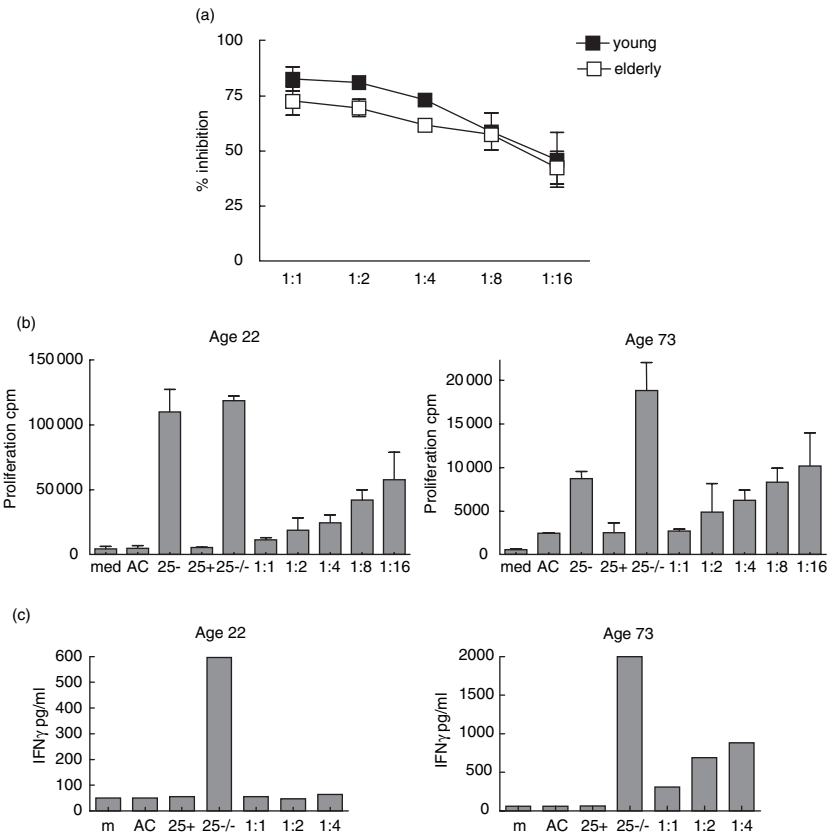 (a)
100
75
50
25
0
% inhibition
1:1 1:2 1:4 1:8 1:16
young
elderly
(b)
Age 22
150 000
100 000
50 000
0
Proliferation cpm
med AC 25- 25+ 25-/- 1:1 1:2 1:4 1:8 1:16
Age 73
20 000
15 000
10 000
5000
0
Proliferation cpm
med AC 25- 25+ 25-/- 1:1 1:2 1:4 1:8 1:16
(c)
Age 22
600
500
400
300
200
100
0
IFNγ pg/ml
m AC 25+ 25-/- 1:1 1:2 1:4
Age 73
2000
1500
1000
500
0
IFNγ pg/ml
m AC 25+ 25-/- 1:1 1:2 1:4